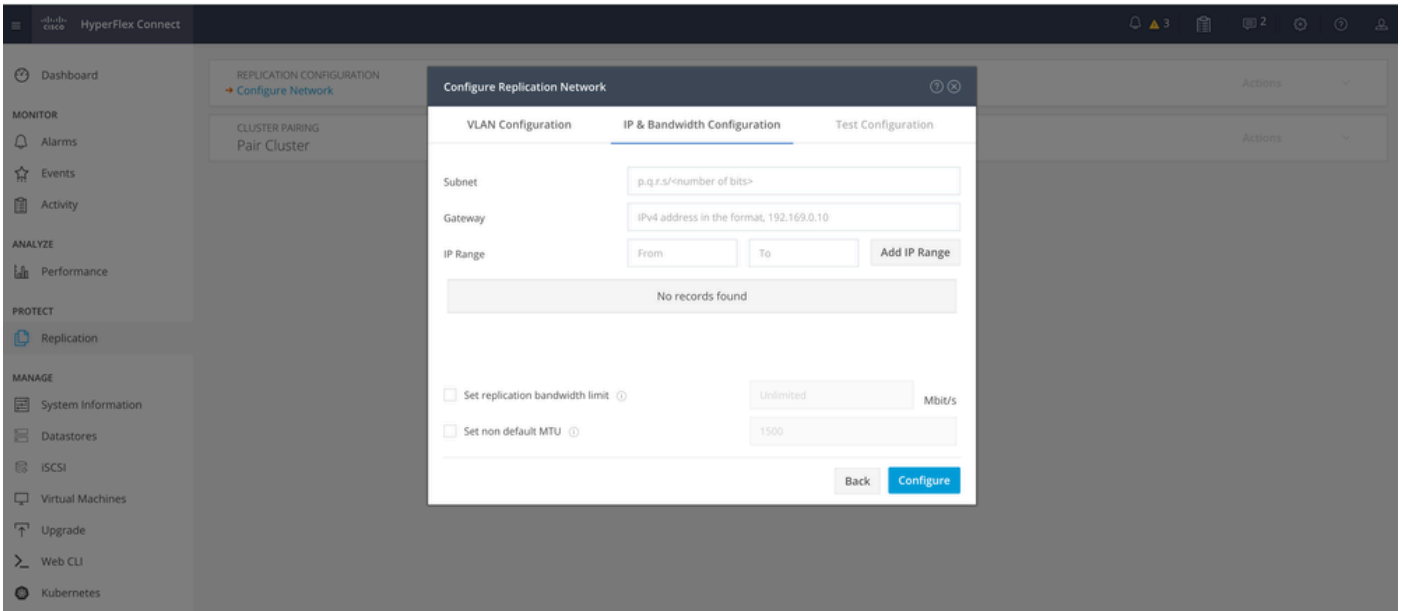 cisco HyperFlex Connect 3 2
Dashboard
MONITOR
Alarms
Events
Activity
ANALYZE
Performance
PROTECT
Replication
MANAGE
System Information
Datastores
iSCSI
Virtual Machines
Upgrade
Web CLI
Kubernetes
REPLICATION CONFIGURATION
Configure Network
Actions
CLUSTER PAIRING
Pair Cluster
Actions
Configure Replication Network
VLAN Configuration IP & Bandwidth Configuration Test Configuration
Subnet p.q.r.s/<number of bits>
Gateway IPv4 address in the format, 192.169.0.10
IP Range From To Add IP Range
No records found
Set replication bandwidth limit Unlimited Mbit/s
Set non default MTU 1500
Back Configure